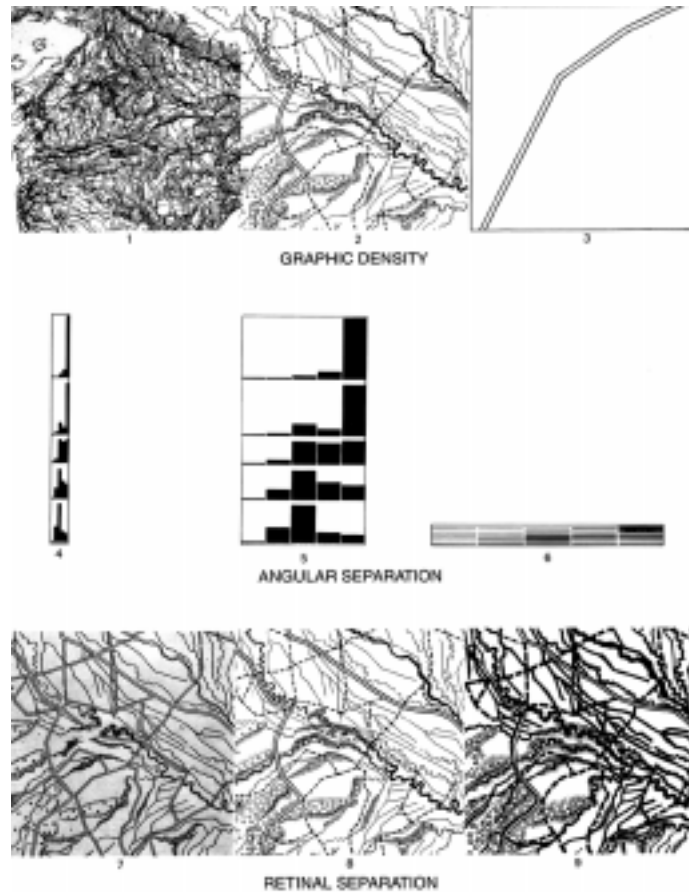 1 2 3
GRAPHIC DENSITY
4 5 6
ANGULAR SEPARATION
7 8 9
RETINAL SEPARATION